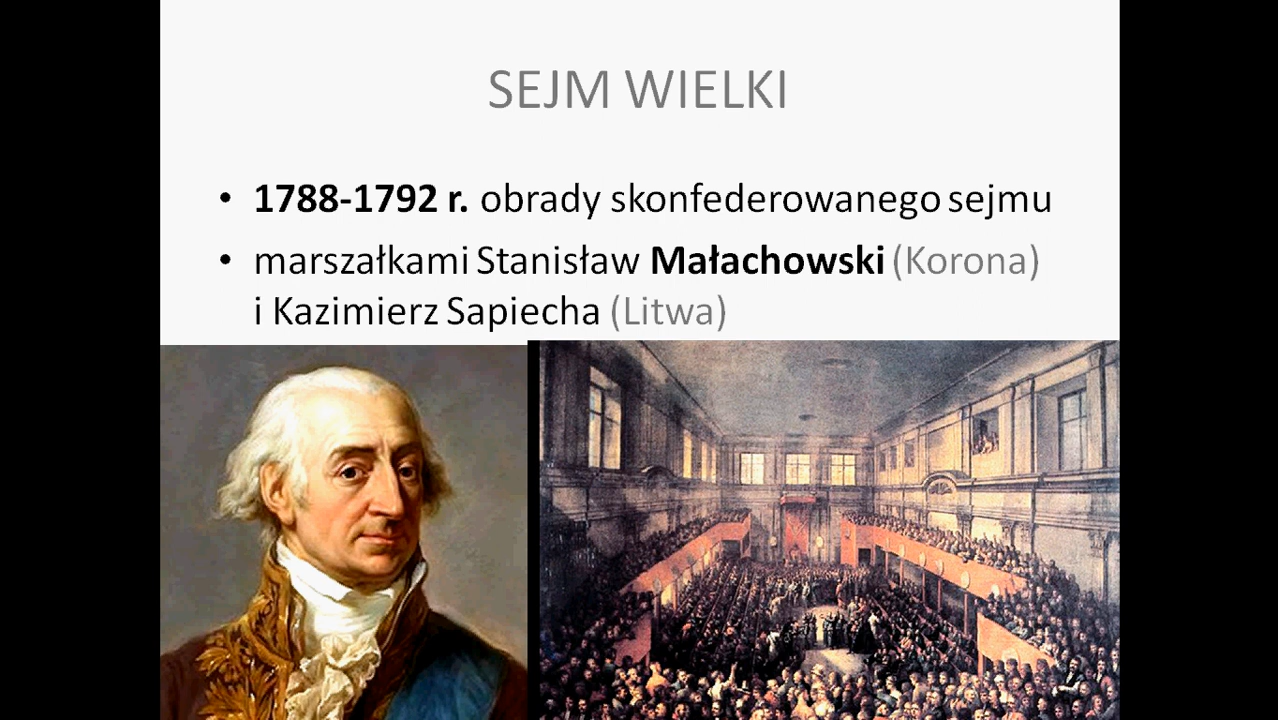 SEJM WIELKI
• 1788-1792 r. obrady skonfederowanego sejmu
• marszałkami Stanisław Małachowski (Korona)
i Kazimierz Sapiecha (Litwa)